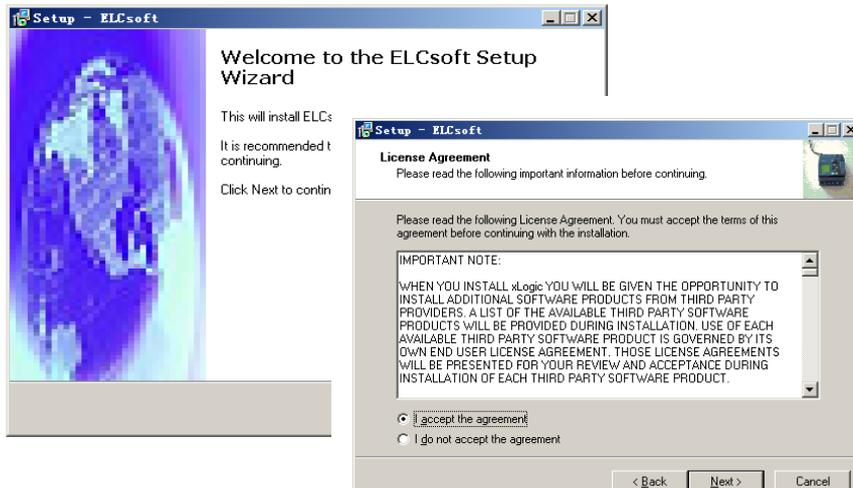 Setup - ELCsoft
Welcome to the ELCsoft Setup
Wizard
This will install
It is recommended
continuing.
Click Next to
Setup - ELCsoft
License Agreement
Please read the following important information before continuing.
Please read the following License Agreement. You must accept the terms of this
agreement before continuing with the installation.
IMPORTANT NOTE:
WHEN YOU INSTALL xLogic YOU WILL BE GIVEN THE OPPORTUNITY TO
INSTALL ADDITIONAL SOFTWARE PRODUCTS FROM THIRD PARTY
PROVIDERS. A LIST OF THE AVAILABLE THIRD PARTY SOFTWARE
PRODUCTS WILL BE PROVIDED DURING INSTALLATION. USE OF EACH
AVAILABLE THIRD PARTY SOFTWARE PRODUCT IS GOVERNED BY ITS
OWN END USER LICENSE AGREEMENT. THOSE LICENSE AGREEMENTS
WILL BE PRESENTED FOR YOUR REVIEW AND ACCEPTANCE DURING
INSTALLATION OF EACH THIRD PARTY SOFTWARE PRODUCT.
I accept the agreement
I do not accept the agreement
< Back Next > Cancel